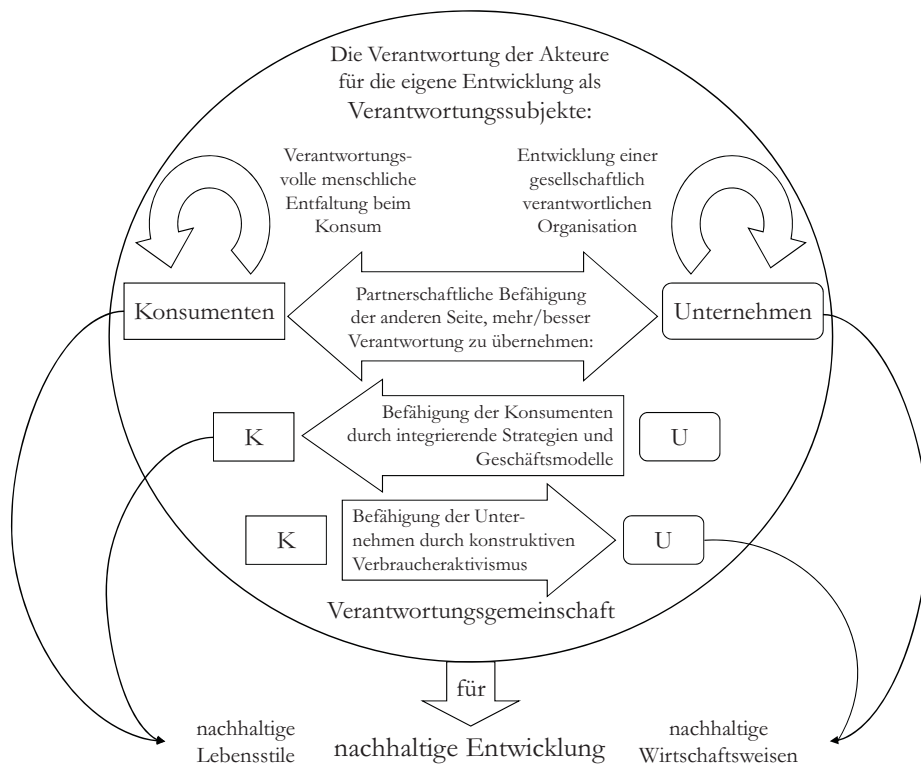 Die Verantwortung der Akteure
für die eigene Entwicklung als
Verantwortungssubjekte:
Verantwortungs-
volle menschliche
Entfaltung beim
Konsum
Entwicklung einer
gesellschaftlich
verantwortlichen
Organisation
Konsumenten
Partnerschaftliche Befähigung
der anderen Seite, mehr/besser
Verantwortung zu übernehmen:
Unternehmen
K
Befähigung der Konsumenten
durch integrierende Strategien und
Geschäftsmodelle
U
K
Befähigung der Unter-
nehmen durch konstruktiven
Verbraucheraktivismus
U
Verantwortungsgemeinschaft
für
nachhaltige
Lebensstile
nachhaltige Entwicklung
nachhaltige
Wirtschaftsweisen